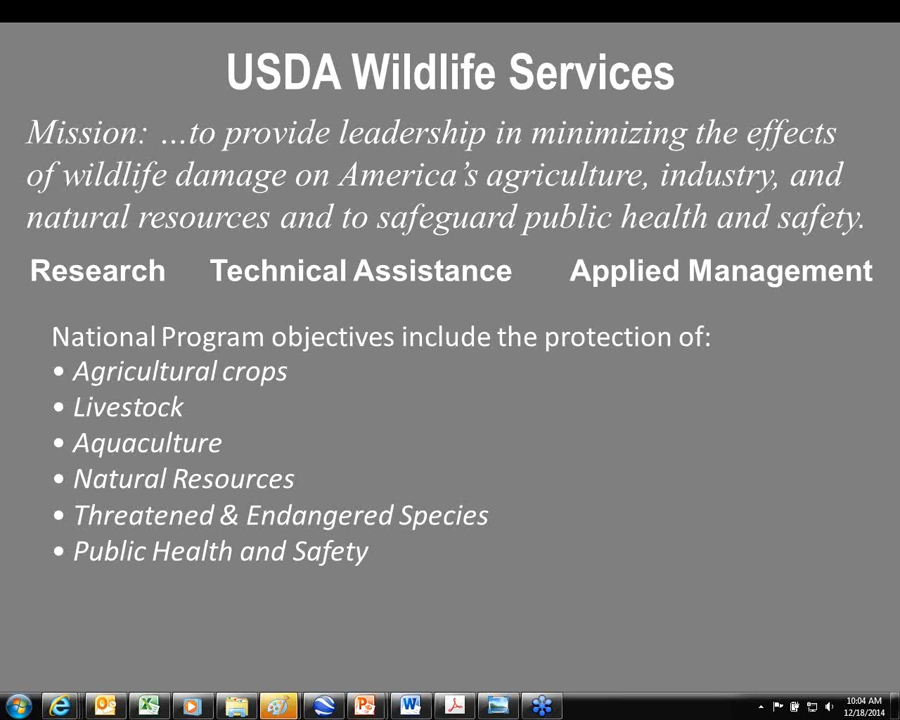 USDA Wildlife Services
Mission: …to provide leadership in minimizing the effects
of wildlife damage on America's agriculture, industry, and
natural resources and to safeguard public health and safety.
Research Technical Assistance Applied Management
National Program objectives include the protection of:
• Agricultural crops
• Livestock
• Aquaculture
• Natural Resources
• Threatened & Endangered Species
• Public Health and Safety
10:04 AM
12/18/2014